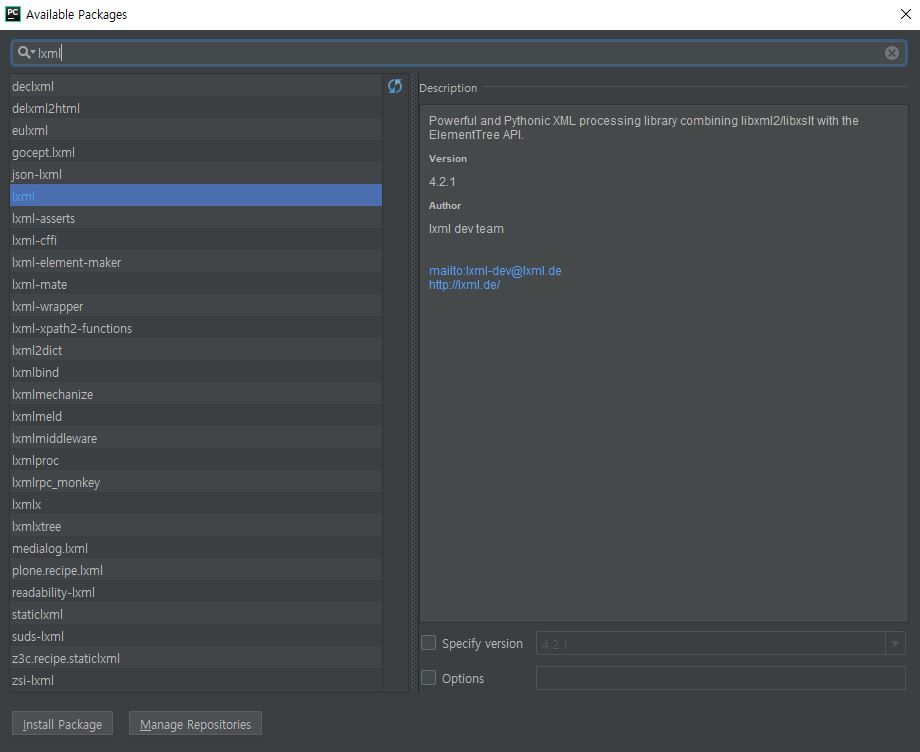 PC Available Packages
lxml
declxml
delxml2html
eulxml
gocept.lxml
json-lxml
lxml
lxml-asserts
lxml-cffi
lxml-element-maker
lxml-mate
lxml-wrapper
lxml-xpath2-functions
lxml2dict
lxmlbind
lxmlmechanize
lxmlmeld
lxmlmiddleware
lxmlproc
lxmlrpc_monkey
lxmlx
lxmlxtree
medialog.lxml
plone.recipe.lxml
readability-lxml
staticlxml
suds-lxml
z3c.recipe.staticlxml
zsi-lxml
Description
Powerful and Pythonic XML processing library combining libxml2/libxslt with the
ElementTree API.
Version
4.2.1
Author
lxml dev team
mailto:lxml-dev@lxml.de
http://lxml.de/
Specify version 4.2.1
Options
Install Package Manage Repositories